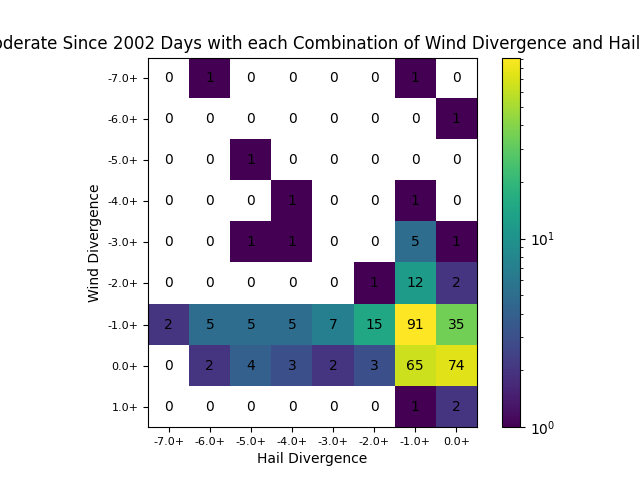 oderate Since 2002 Days with each Combination of Wind Divergence and Hail
-7.0+ 0 1 0 0 0 0 1 0
-6.0+ 0 0 0 0 0 0 0 1
-5.0+ 0 0 1 0 0 0 0 0
-4.0+ 0 0 0 1 0 0 1 0
-3.0+ 0 0 1 1 0 0 5 1
-2.0+ 0 0 0 0 0 1 12 2
-1.0+ 2 5 5 5 7 15 91 35
0.0+ 0 2 4 3 2 3 65 74
1.0+ 0 0 0 0 0 0 1 2
-7.0+ -6.0+ -5.0+ -4.0+ -3.0+ -2.0+ -1.0+ 0.0+
Hail Divergence
Wind Divergence
10¹
10⁰